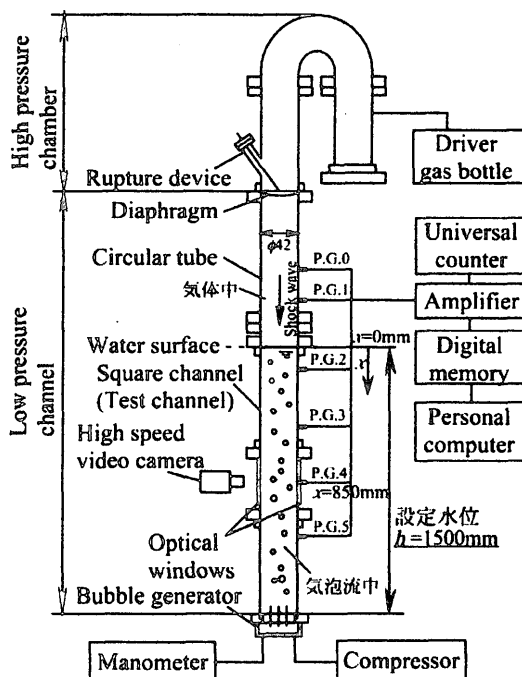 High pressure
chamber
Rupture device
Diaphragm
Driver
gas bottle
φ42
Circular tube
気体中
Shock wave
P.G.0
P.G.1
Universal
counter
Amplifier
Digital
memory
Personal
computer
Low pressure
channel
Water surface
x=0mm
x
Square channel
(Test channel)
P.G.2
P.G.3
High speed
video camera
P.G.4
x=850mm
P.G.5
設定水位
h=1500mm
Optical
windows
気泡流中
Bubble generator
Manometer
Compressor